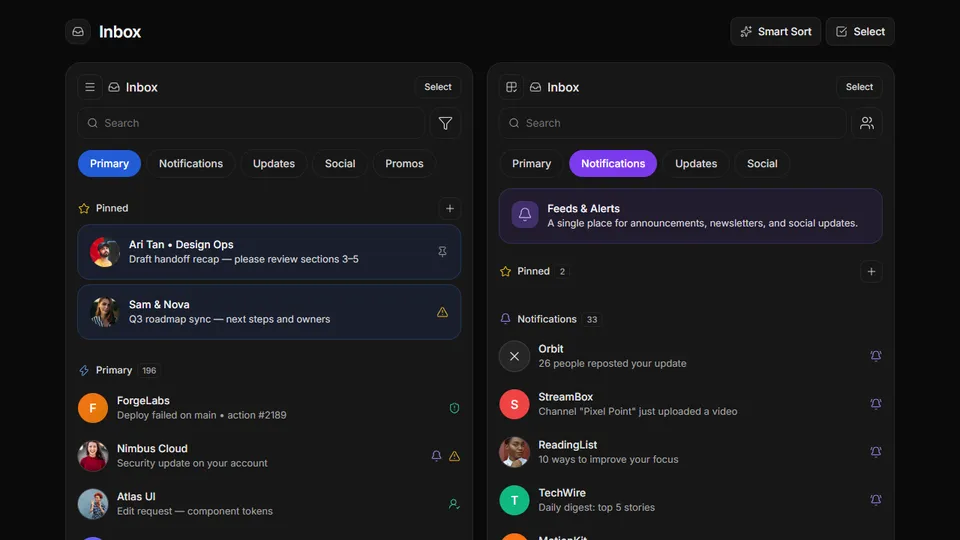 Inbox
Smart Sort
Select
Inbox
Select
Search
Primary
Notifications
Updates
Social
Promos
Pinned
Ari Tan • Design Ops
Draft handoff recap — please review sections 3–5
Sam & Nova
Q3 roadmap sync — next steps and owners
Primary 196
F
ForgeLabs
Deploy failed on main • action #2189
Nimbus Cloud
Security update on your account
Atlas UI
Edit request — component tokens
Inbox
Select
Search
Primary
Notifications
Updates
Social
Feeds & Alerts
A single place for announcements, newsletters, and social updates.
Pinned 2
Notifications 33
Orbit
26 people reposted your update
S
StreamBox
Channel "Pixel Point" just uploaded a video
ReadingList
10 ways to improve your focus
T
TechWire
Daily digest: top 5 stories
MotionKit